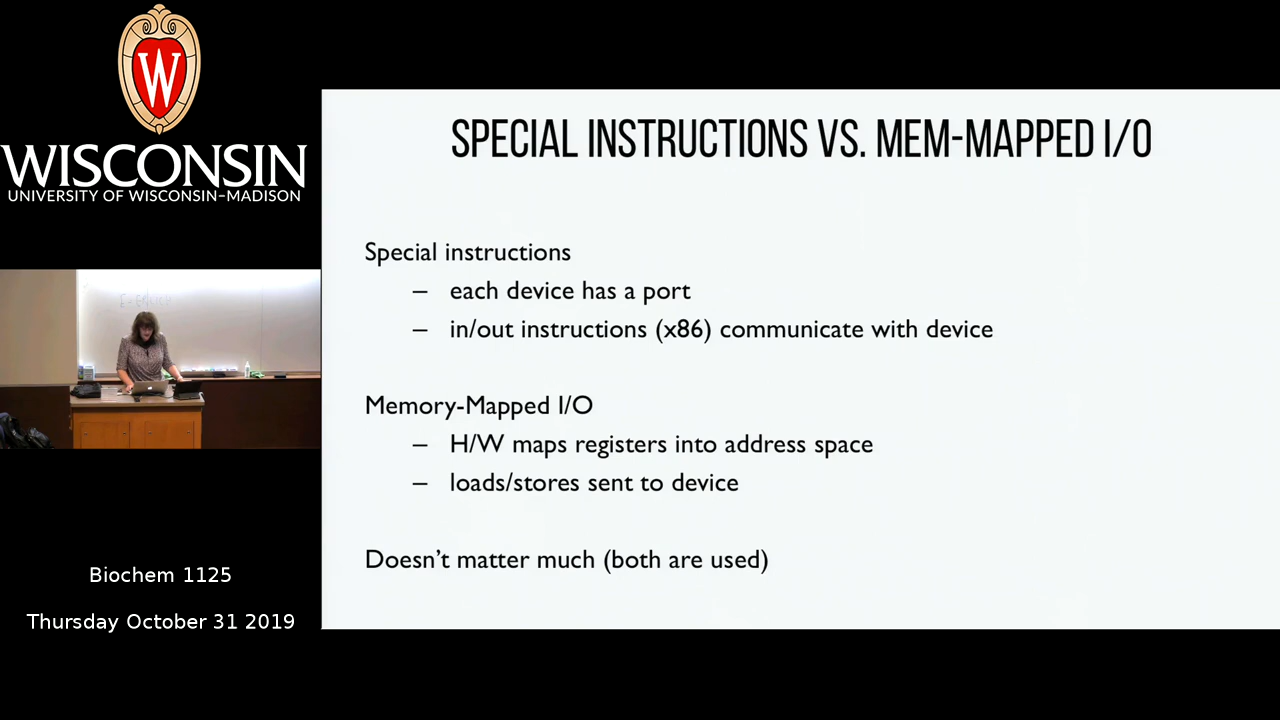 W
WISCONSIN
UNIVERSITY OF WISCONSIN–MADISON
Biochem 1125
Thursday October 31 2019
SPECIAL INSTRUCTIONS VS. MEM-MAPPED I/O
Special instructions
– each device has a port
– in/out instructions (x86) communicate with device
Memory-Mapped I/O
– H/W maps registers into address space
– loads/stores sent to device
Doesn't matter much (both are used)